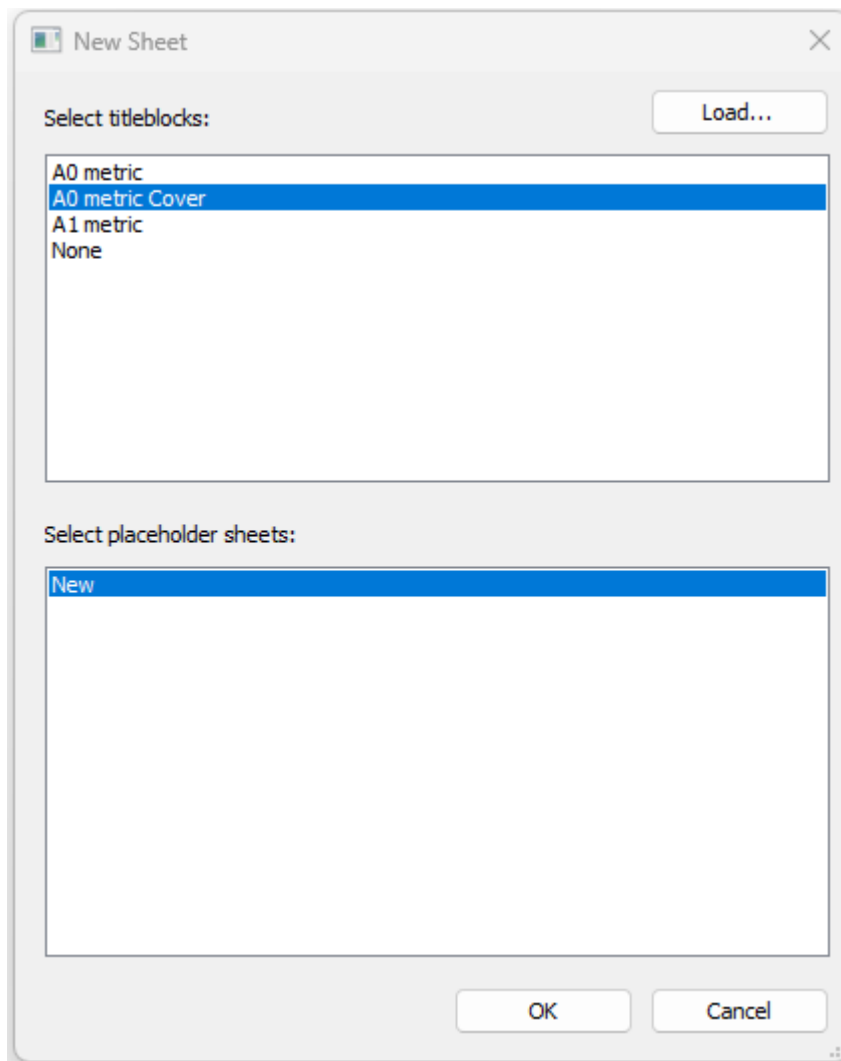 New Sheet
Select titleblocks:
Load...
A0 metric
A0 metric Cover
A1 metric
None
Select placeholder sheets:
New
OK
Cancel